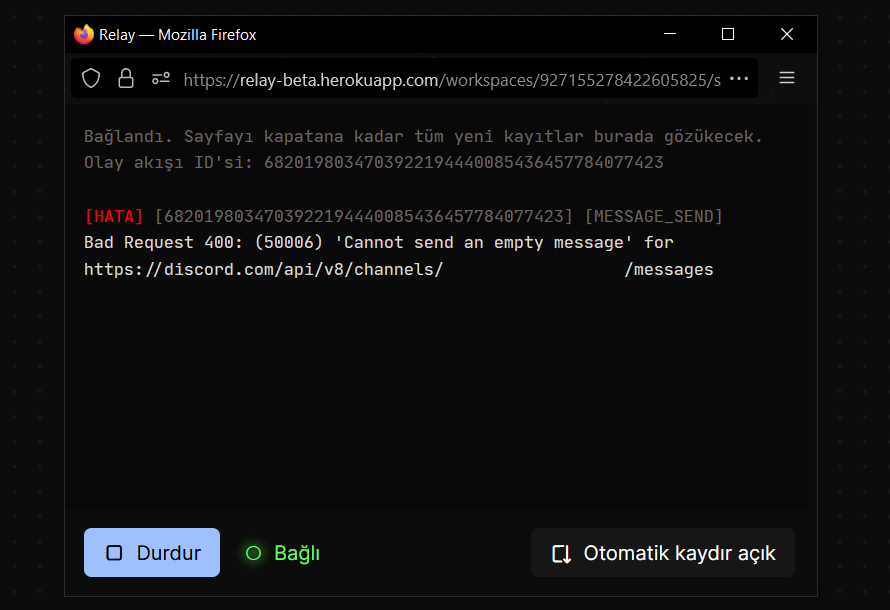 Relay — Mozilla Firefox
https://relay-beta.herokuapp.com/workspaces/927155278422605825/s
Bağlandı. Sayfayı kapatana kadar tüm yeni kayıtlar burada gözükecek.
Olay akışı ID'si: 6820198034703922194440085436457784077423
[HATA] [6820198034703922194440085436457784077423] [MESSAGE_SEND]
Bad Request 400: (50006) 'Cannot send an empty message' for
https://discord.com/api/v8/channels/ /messages
Durdur
Bağlı
Otomatik kaydır açık